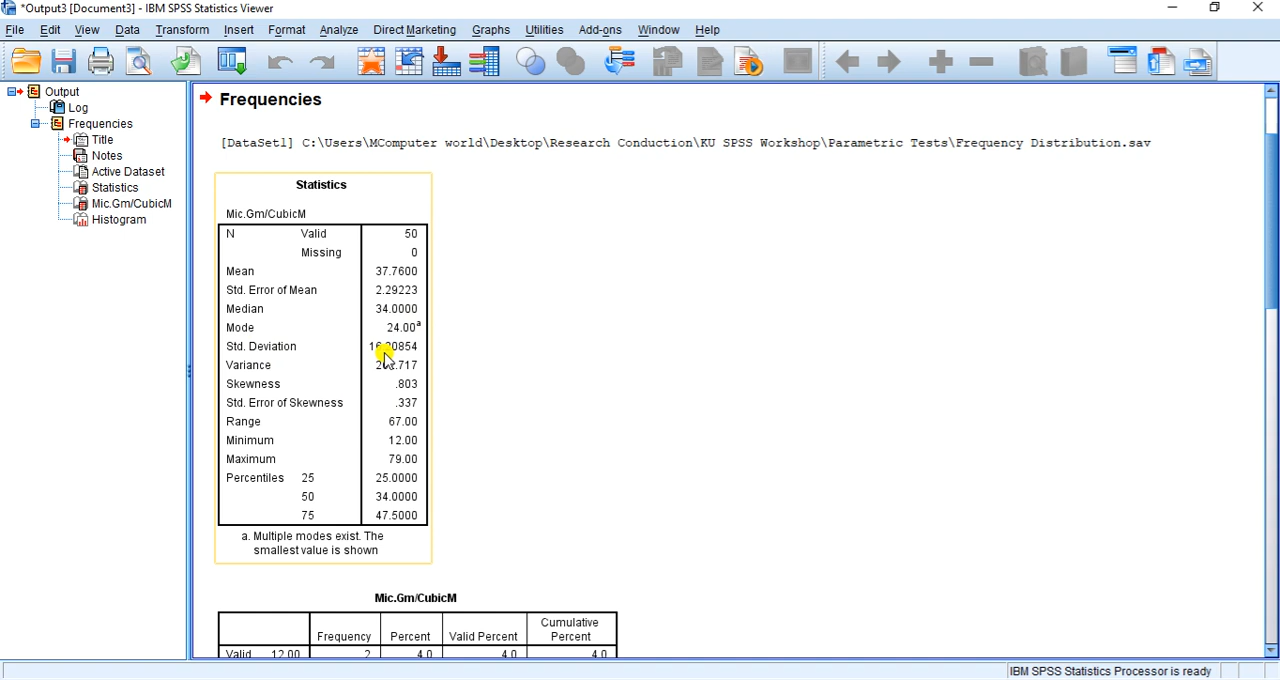 *Output3 [Document3] - IBM SPSS Statistics Viewer
File Edit View Data Transform Insert Format Analyze Direct Marketing Graphs Utilities Add-ons Window Help
Output
Log
Frequencies
Title
Notes
Active Dataset
Statistics
Mic.Gm/CubicM
Histogram
Frequencies
[DataSet1] C:\Users\MComputer world\Desktop\Research Conduction\KU SPSS Workshop\Parametric Tests\Frequency Distribution.sav
Statistics
Mic.Gm/CubicM
N Valid 50
Missing 0
Mean 37.7600
Std. Error of Mean 2.29223
Median 34.0000
Mode 24.00a
Std. Deviation
Variance
Skewness .803
Std. Error of Skewness .337
Range 67.00
Minimum 12.00
Maximum 79.00
Percentiles 25 25.0000
50 34.0000
75 47.5000
a. Multiple modes exist. The
smallest value is shown
Mic.Gm/CubicM
Frequency Percent Valid Percent Cumulative Percent
Valid 12.00 2 4.0 4.0 4.0
IBM SPSS Statistics Processor is ready